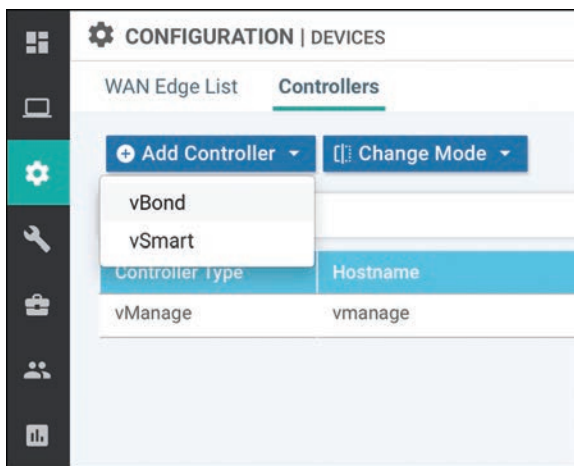 CONFIGURATION | DEVICES
WAN Edge List Controllers
Add Controller Change Mode
vBond
vSmart
Controller Type Hostname
vManage vmanage